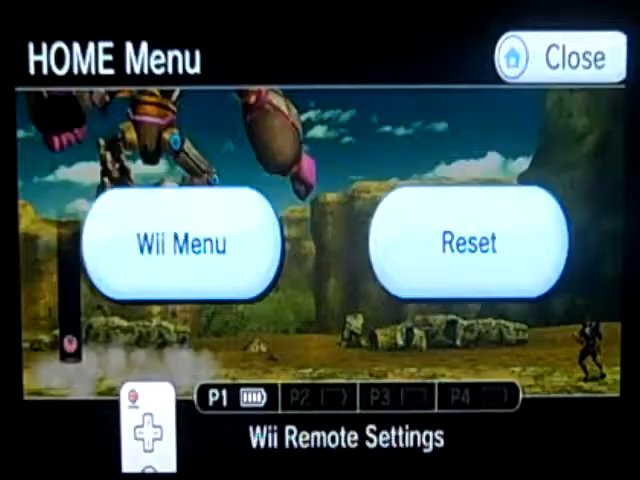 HOME Menu
Close
Wii Menu
Reset
P1 P2 P3 P4
Wii Remote Settings